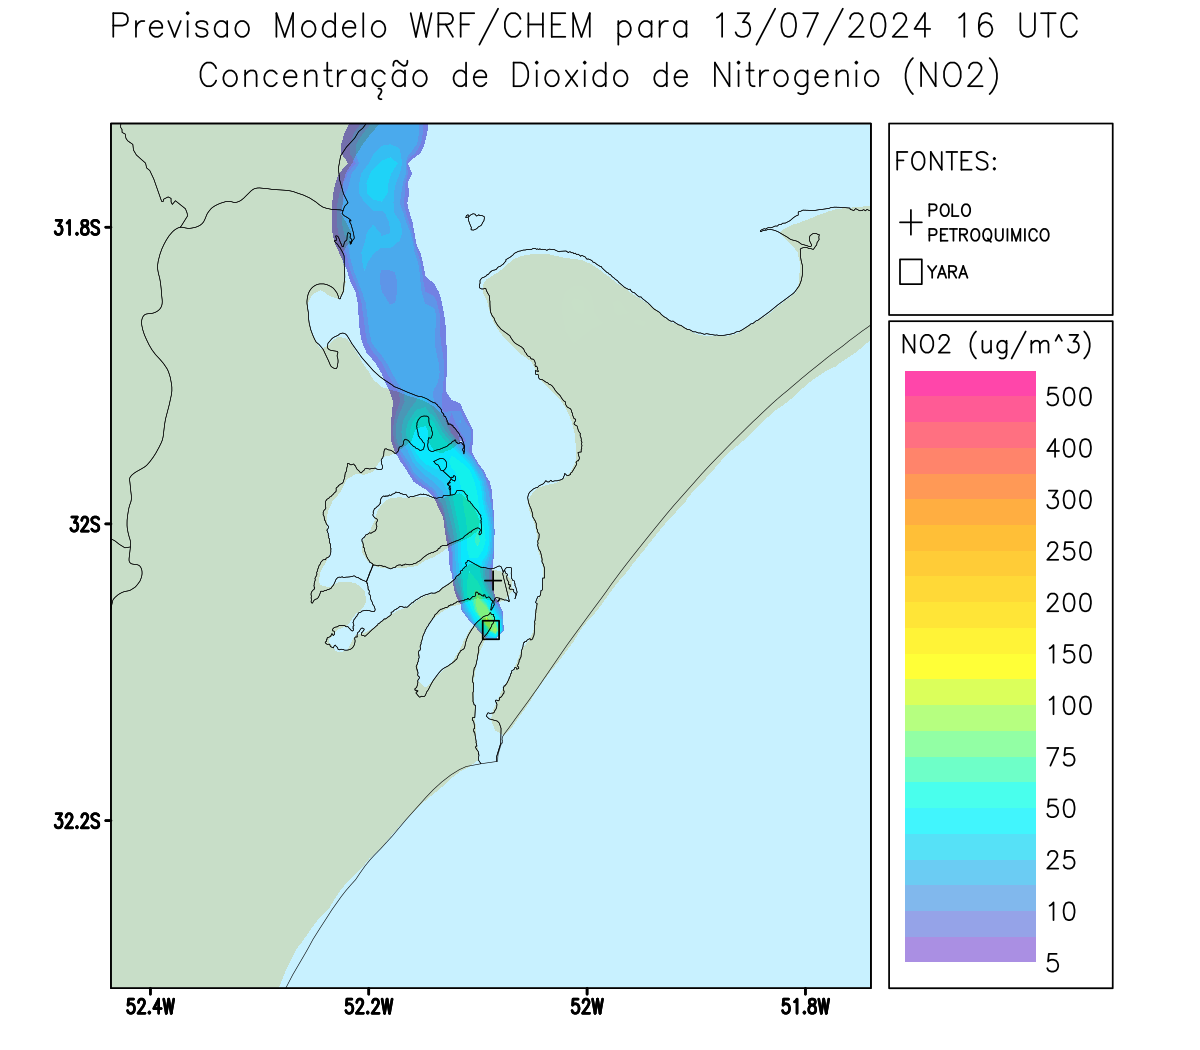 Previsao Modelo WRF/CHEM para 13/07/2024 16 UTC
Concentração de Dioxido de Nitrogenio (NO2)
FONTES:
POLO
PETROQUIMICO
YARA
NO2 (ug/m^3)
500
400
300
250
200
150
100
75
50
25
10
5
31.8S
32S
32.2S
52.4W
52.2W
52W
51.8W